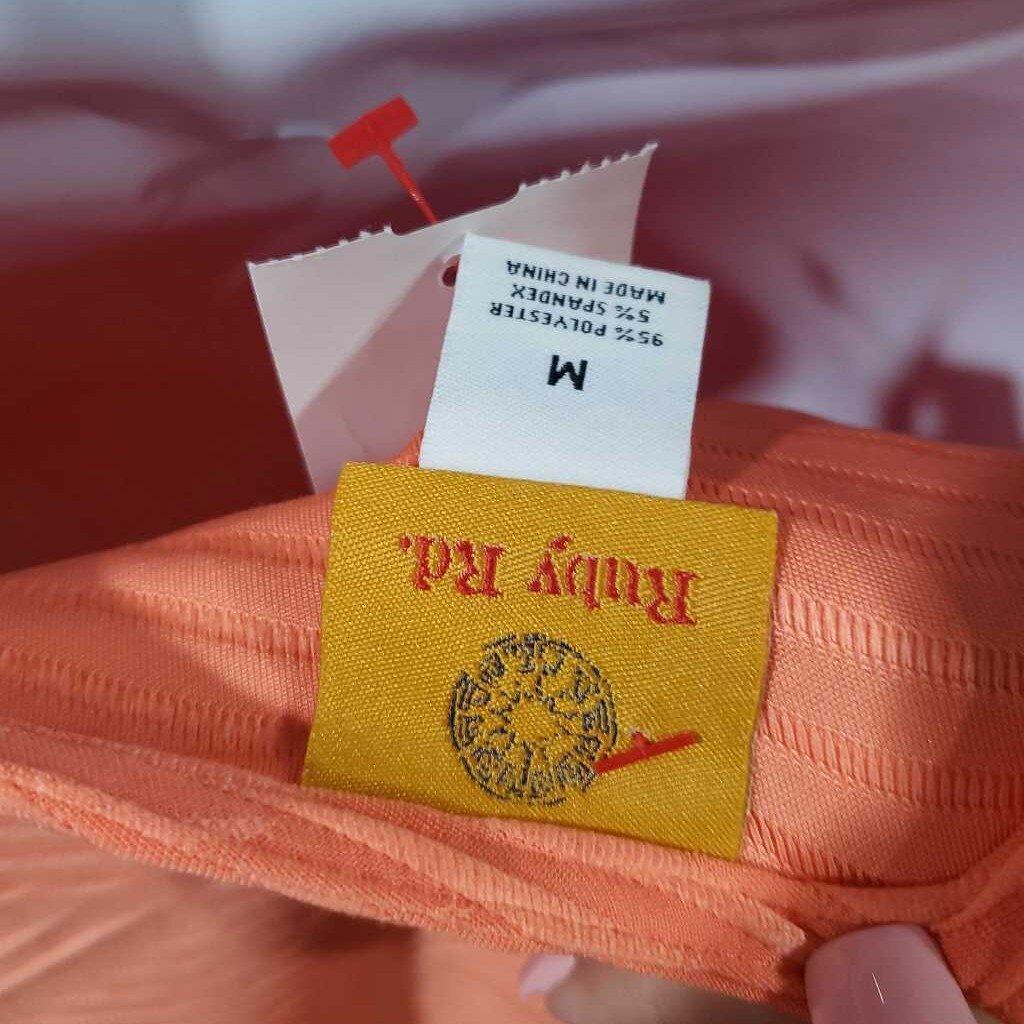 Ruby Rd.
M
95% POLYESTER
5% SPANDEX
MADE IN CHINA